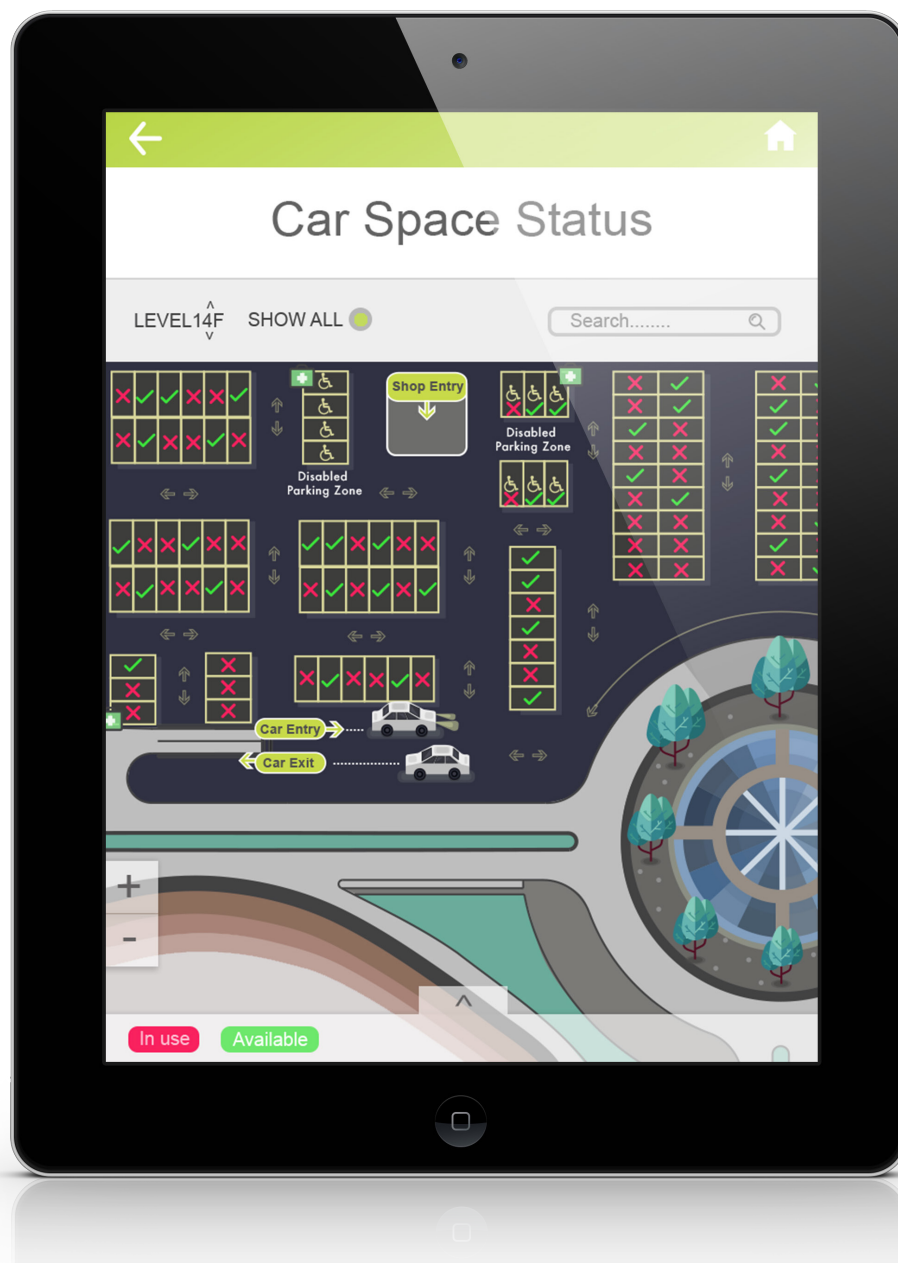 Car Space Status
LEVEL14F SHOW ALL
Search........
Shop Entry
Disabled
Parking Zone
Disabled
Parking Zone
Car Entry
Car Exit
+
-
In use
Available